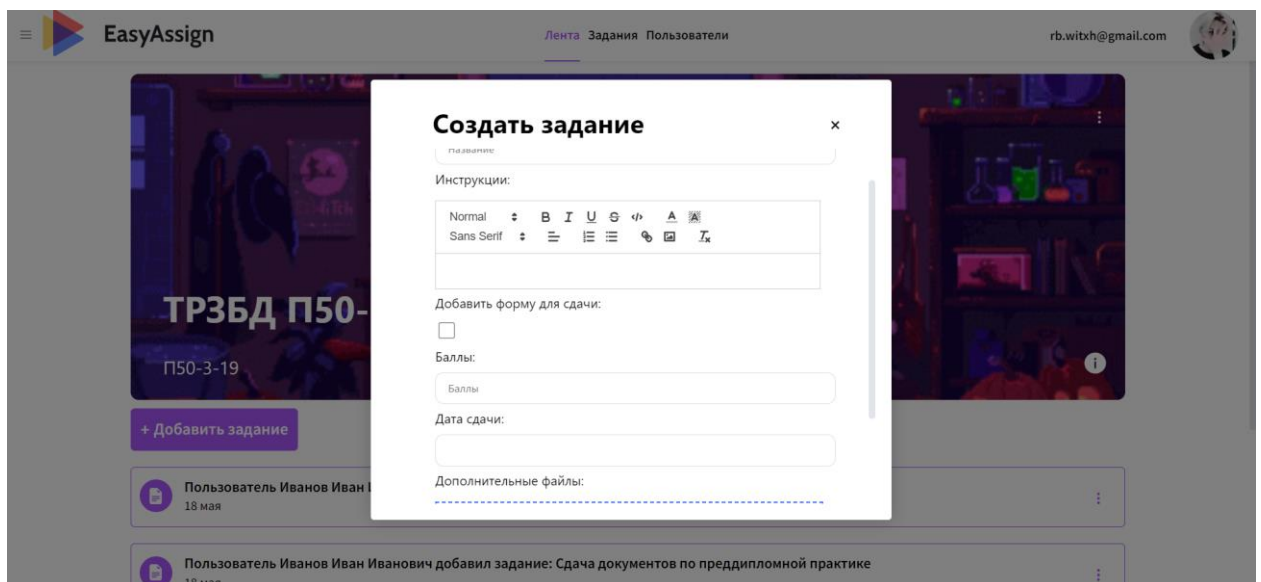 EasyAssign
Лента Задания Пользователи
rb.witxh@gmail.com
ТРЗБД П50-
П50-3-19
+ Добавить задание
Создать задание
×
Название
Инструкции:
Normal
Sans Serif
Добавить форму для сдачи:
Баллы:
Баллы
Дата сдачи:
Дополнительные файлы:
Пользователь Иванов Иван
18 мая
Пользователь Иванов Иван Иванович добавил задание: Сдача документов по преддипломной практике
18 мая